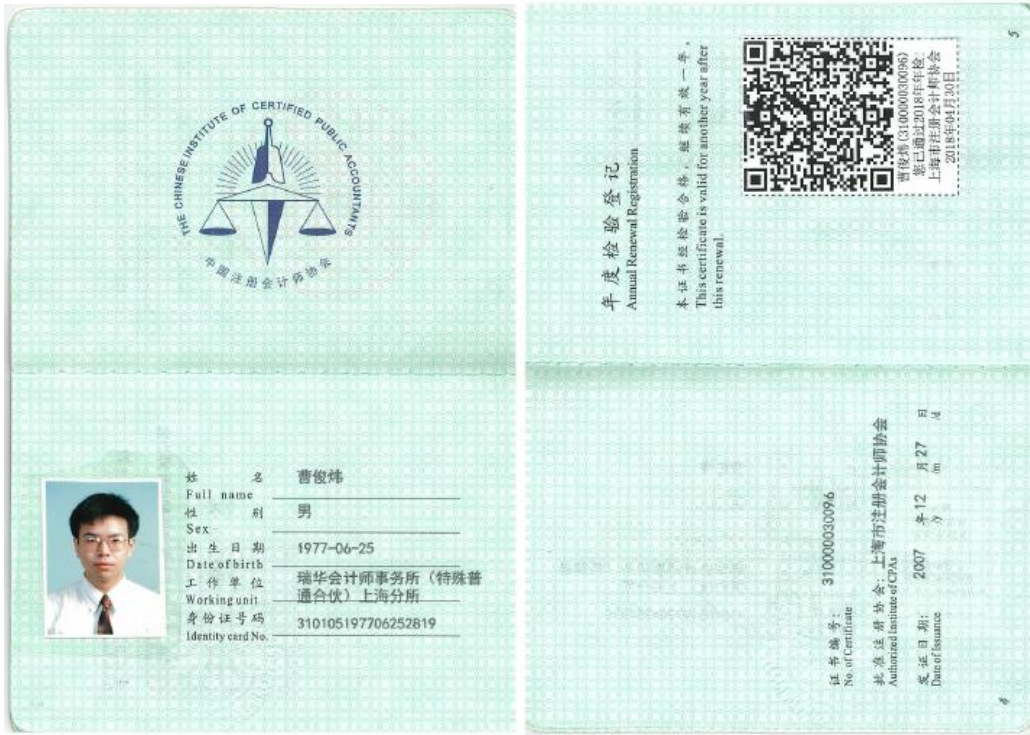 THE CHINESE INSTITUTE OF CERTIFIED PUBLIC ACCOUNTANTS
中国注册会计师协会
姓名 曹俊炜
Full name
性别 男
Sex
出生日期 1977-06-25
Date of birth
工作单位 瑞华会计师事务所（特殊普
Working unit 通合伙）上海分所
身份证号码 310105197706252819
Identity card No.
年度检验登记
Annual Renewal Registration
本证书经检验合格，继续有效一年，
This certificate is valid for another year after
this renewal.
曹俊炜(310000030096)
您已通过2018年年检
上海市注册会计师协会
2018年04月30日
5
证书编号： 310000030096
No. of Certificate
批准注册协会：上海市注册会计师协会
Authorized Institute of CPAs
发证日期： 2007 年 12 月 27 日
Date of Issuance /y /m /d
4